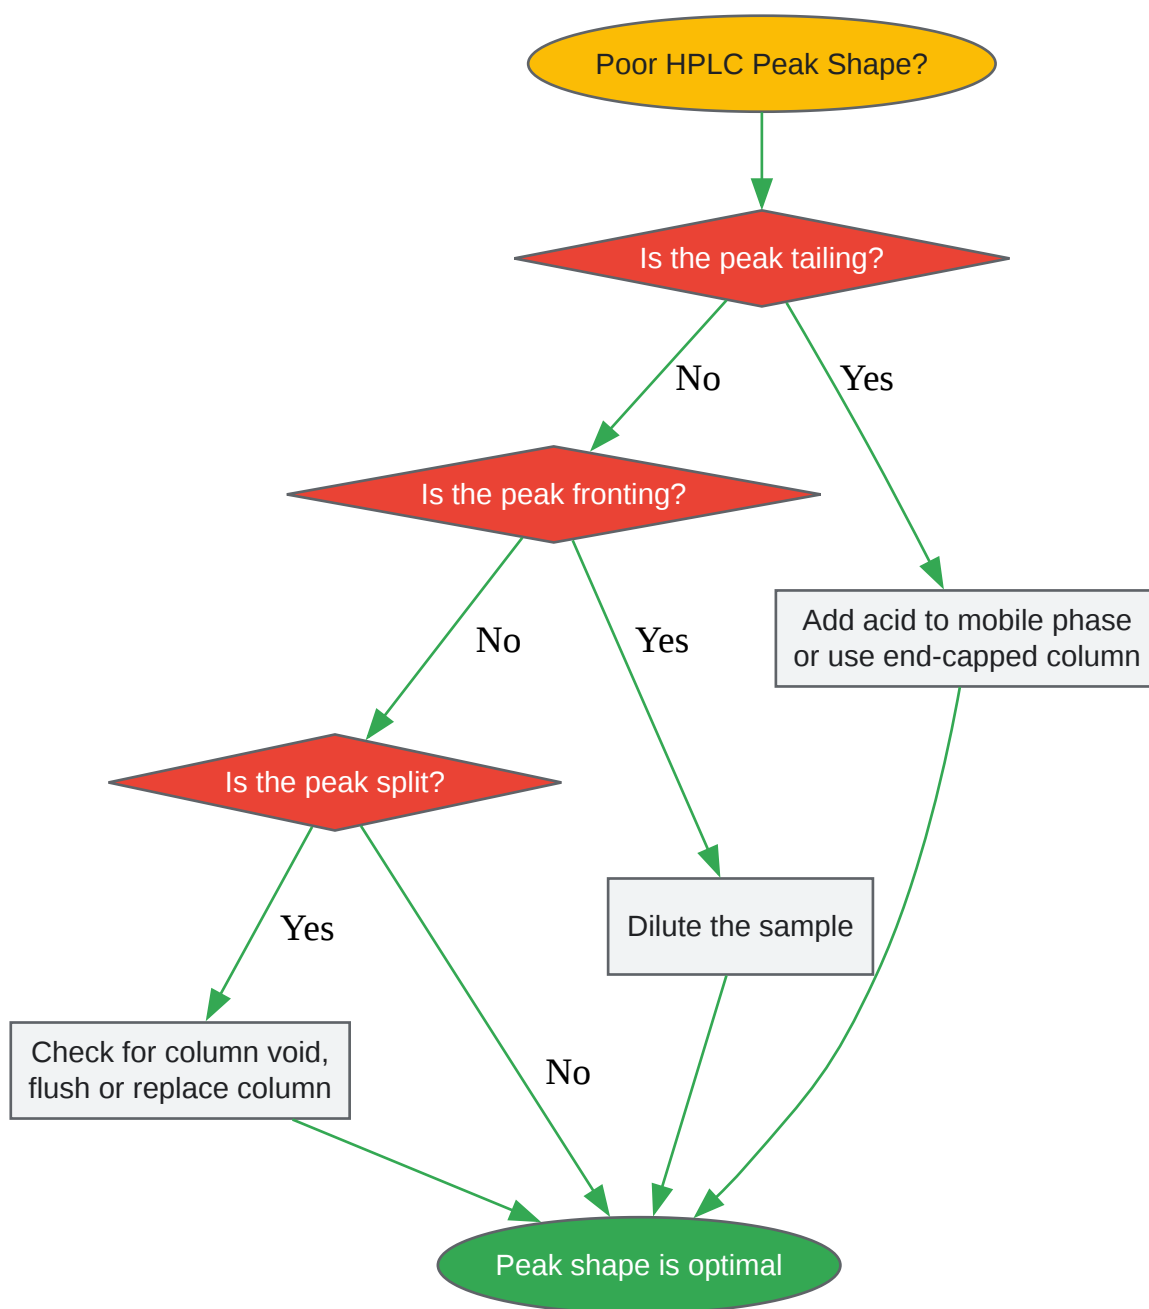 Poor HPLC Peak Shape?
Is the peak tailing?
No
Yes
Is the peak fronting?
Add acid to mobile phase
or use end-capped column
No
Yes
Is the peak split?
Dilute the sample
Yes
Check for column void,
flush or replace column
No
Peak shape is optimal